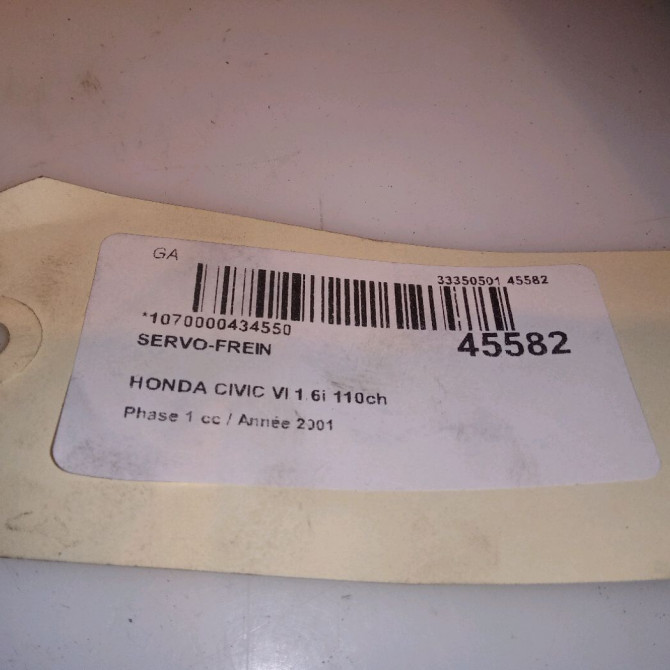 GA
33350501 45582
*1070000434550
45582
SERVO-FREIN
HONDA CIVIC VI 1.6i 110ch
Phase 1 cc / Année 2001